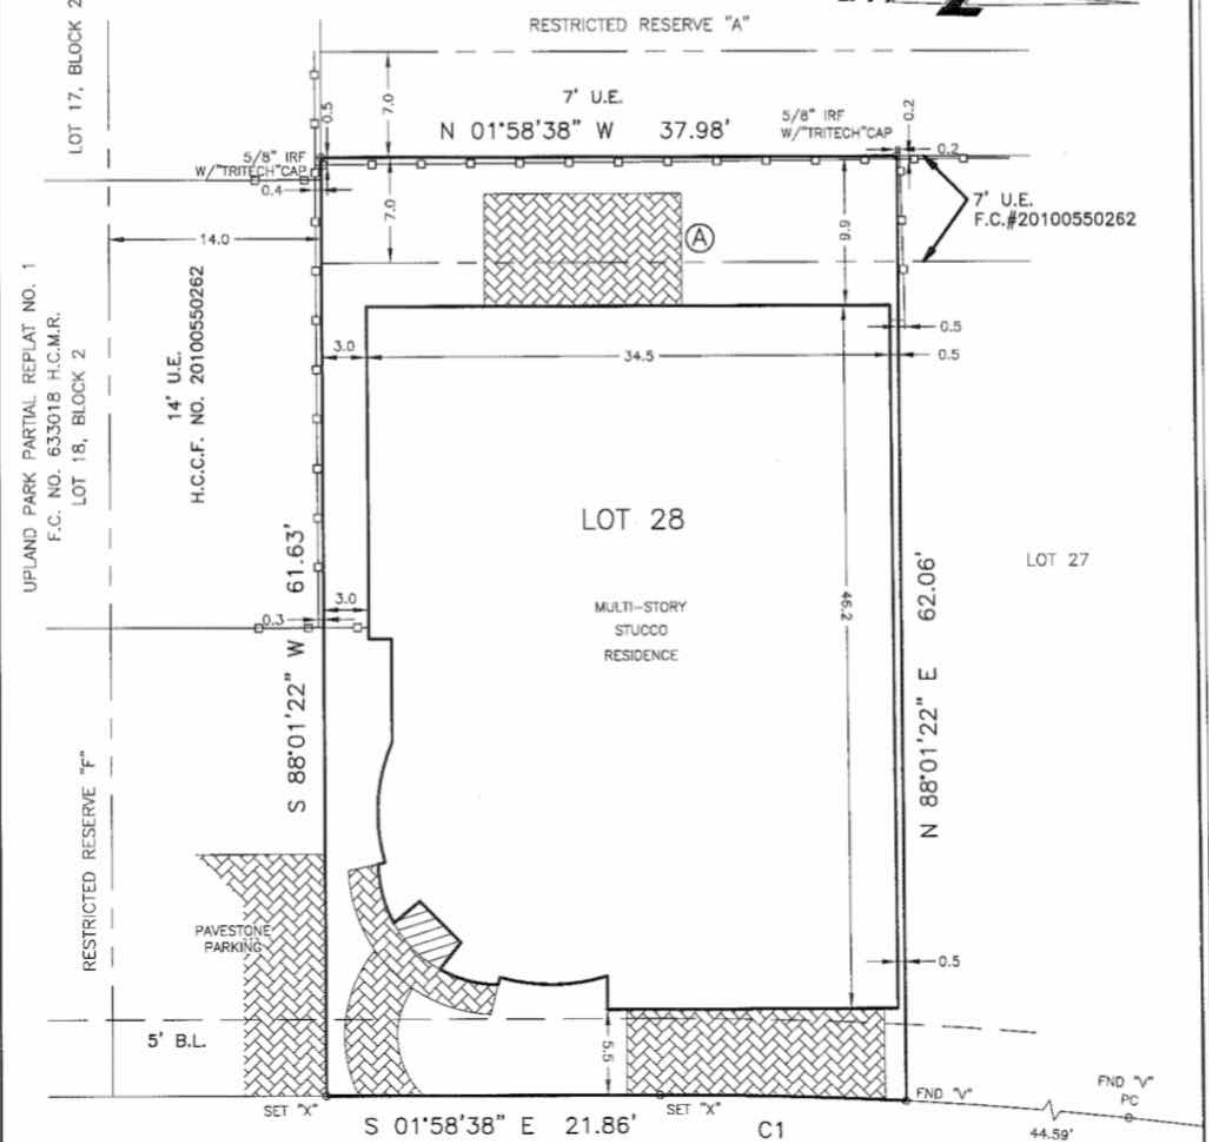 RESTRICTED RESERVE "A"
LOT 17, BLOCK 2
7' U.E.
N 01°58'38" W 37.98'
5/8" IRF
W/"TRITECH"CAP
5/8" IRF
W/"TRITECH"CAP
0.5
7.0
0.2
0.2
0.4
7.0
14.0
7' U.E.
F.C.#20100550262
A
9.9
0.5
0.5
3.0
34.5
UPLAND PARK PARTIAL REPLAT NO. 1
F.C. NO. 633018 H.C.M.R.
LOT 18, BLOCK 2
14' U.E.
H.C.C.F. NO. 20100550262
LOT 28
LOT 27
MULTI-STORY
STUCCO
RESIDENCE
46.2
3.0
0.3
S 88°01'22" W 61.63'
N 88°01'22" E 62.06'
RESTRICTED RESERVE "F"
PAVESTONE
PARKING
0.5
5' B.L.
5.5
SET "X"
S 01°58'38" E 21.86'
SET "X"
C1
FND "V"
FND "V"
PC
44.59'